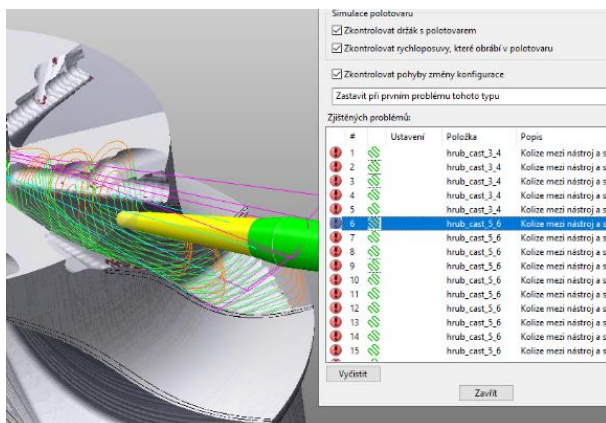 Simulace polotovaru
Zkontrolovat držák s polotovarem
Zkontrolovat rychloposuvy, které obrábí v polotovaru
Zkontrolovat pohyby změny konfigurace
Zastavit při prvním problému tohoto typu
Zjištěných problémů:
# Ustavení Položka Popis
1 hrub_cast_3_4 Kolize mezi nástroj a s
2 hrub_cast_3_4 Kolize mezi nástroj a s
3 hrub_cast_3_4 Kolize mezi nástroj a s
4 hrub_cast_3_4 Kolize mezi nástroj a s
5 hrub_cast_3_4 Kolize mezi nástroj a s
6 hrub_cast_5_6 Kolize mezi nástroj a s
7 hrub_cast_5_6 Kolize mezi nástroj a s
8 hrub_cast_5_6 Kolize mezi nástroj a s
9 hrub_cast_5_6 Kolize mezi nástroj a s
10 hrub_cast_5_6 Kolize mezi nástroj a s
11 hrub_cast_5_6 Kolize mezi nástroj a s
12 hrub_cast_5_6 Kolize mezi nástroj a s
13 hrub_cast_5_6 Kolize mezi nástroj a s
14 hrub_cast_5_6 Kolize mezi nástroj a s
15 hrub_cast_5_6 Kolize mezi nástroj a s
Vyčistit
Zavřít